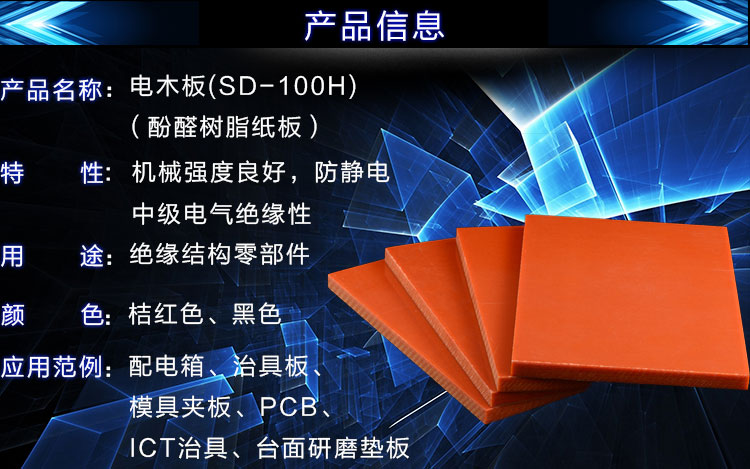 产品信息
产品名称：电木板(SD-100H)
（酚醛树脂纸板）
特 性：机械强度良好，防静电
中级电气绝缘性
用 途：绝缘结构零部件
颜 色：桔红色、黑色
应用范例：配电箱、治具板、
模具夹板、PCB、
ICT治具、台面研磨垫板